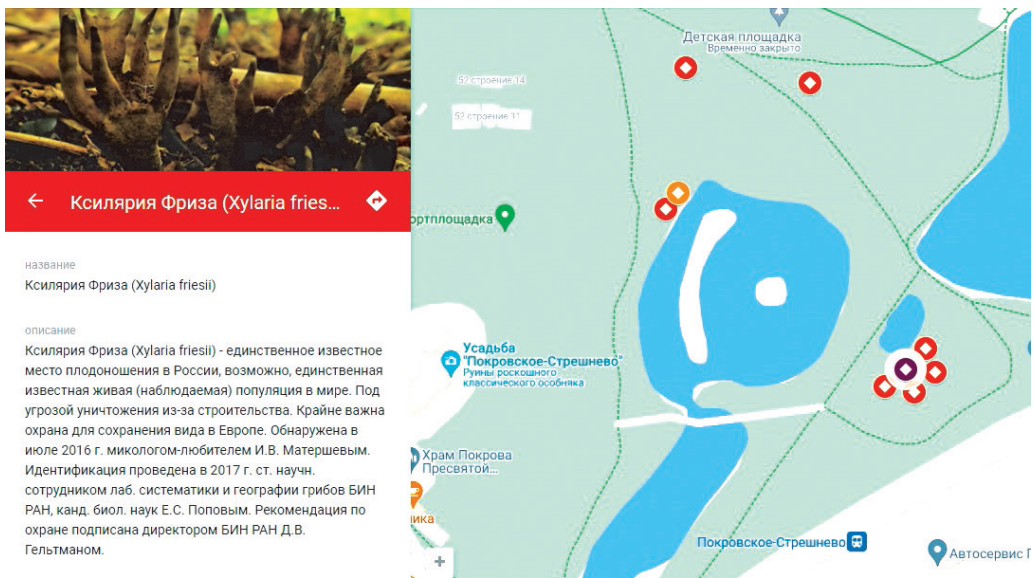 Ксилярия Фриза (Xylaria fries...
название
Ксилярия Фриза (Xylaria friesii)
описание
Ксилярия Фриза (Xylaria friesii) - единственное известное
место плодоношения в России, возможно, единственная
известная живая (наблюдаемая) популяция в мире. Под
угрозой уничтожения из-за строительства. Крайне важна
охрана для сохранения вида в Европе. Обнаружена в
июле 2016 г. микологом-любителем И.В. Матершевым.
Идентификация проведена в 2017 г. ст. научн.
сотрудником лаб. систематики и географии грибов БИН
РАН, канд. биол. наук Е.С. Поповым. Рекомендация по
охране подписана директором БИН РАН Д.В.
Гельтманом.
Детская площадка
Временно закрыто
52 строение 14
52 строение 11
ортплощадка
Усадьба
"Покровское-Стрешнево"
Руины роскошного
классического особняка
Храм Покрова
Пресвятой...
ика
Покровское-Стрешнево
Автосервис Г
+